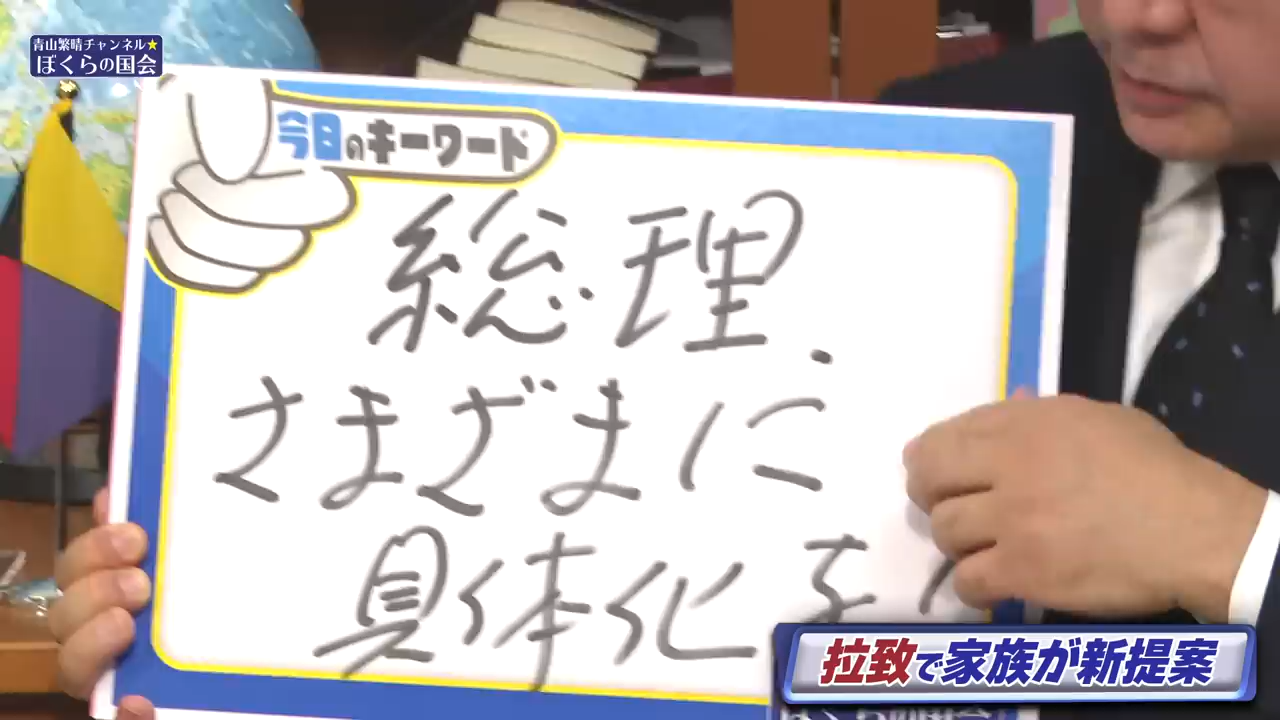 青山繁晴チャンネル★
ぼくらの国会
今日のキーワード
総理、
さまざまに
具体化を
拉致で家族が新提案